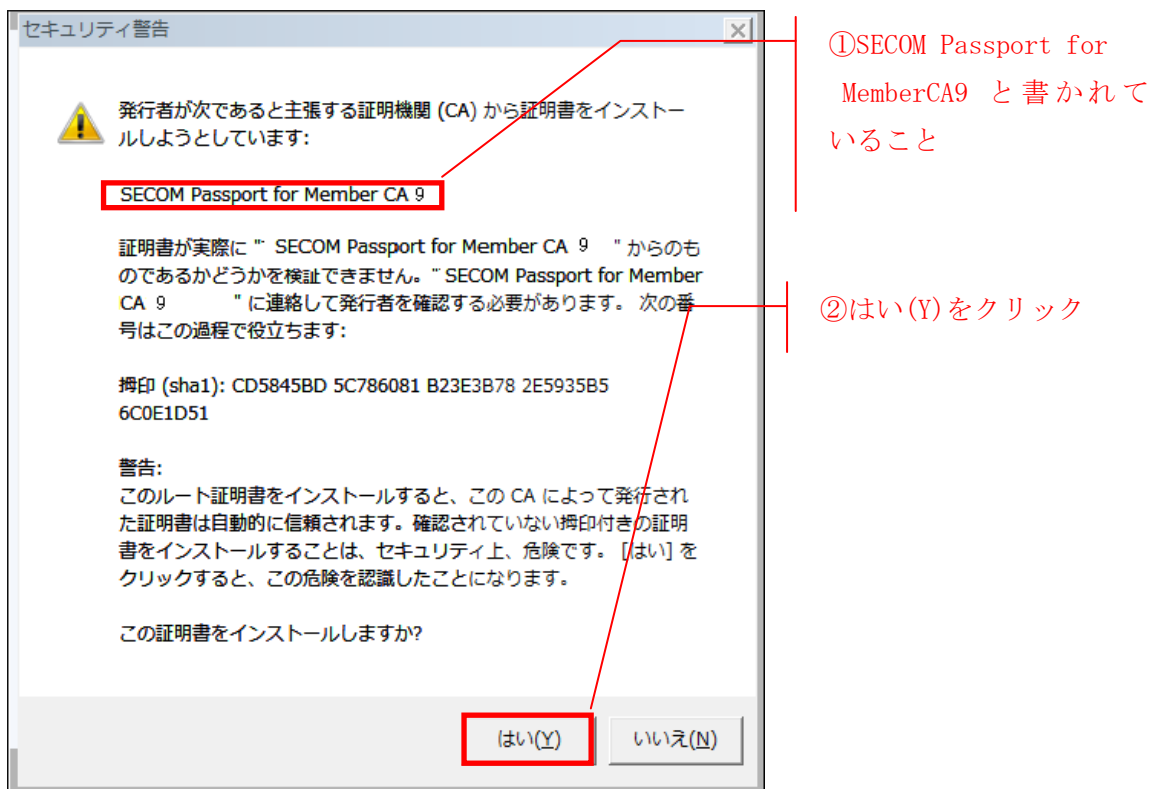 セキュリティ警告
発行者が次であると主張する証明機関 (CA) から証明書をインストー
ルしようとしています:
SECOM Passport for Member CA 9
証明書が実際に "˙ SECOM Passport for Member CA 9 " からのも
のであるかどうかを検証できません。"˙ SECOM Passport for Member
CA 9 " に連絡して発行者を確認する必要があります。 次の番
号はこの過程で役立ちます:
拇印 (sha1): CD5845BD 5C786081 B23E3B78 2E5935B5
6C0E1D51
警告:
このルート証明書をインストールすると、この CA によって発行され
た証明書は自動的に信頼されます。確認されていない拇印付きの証明
書をインストールすることは、セキュリティ上、危険です。 [はい] を
クリックすると、この危険を認識したことになります。
この証明書をインストールしますか?
はい(Y)
いいえ(N)
①SECOM Passport for
MemberCA9 と書かれて
いること
②はい(Y)をクリック